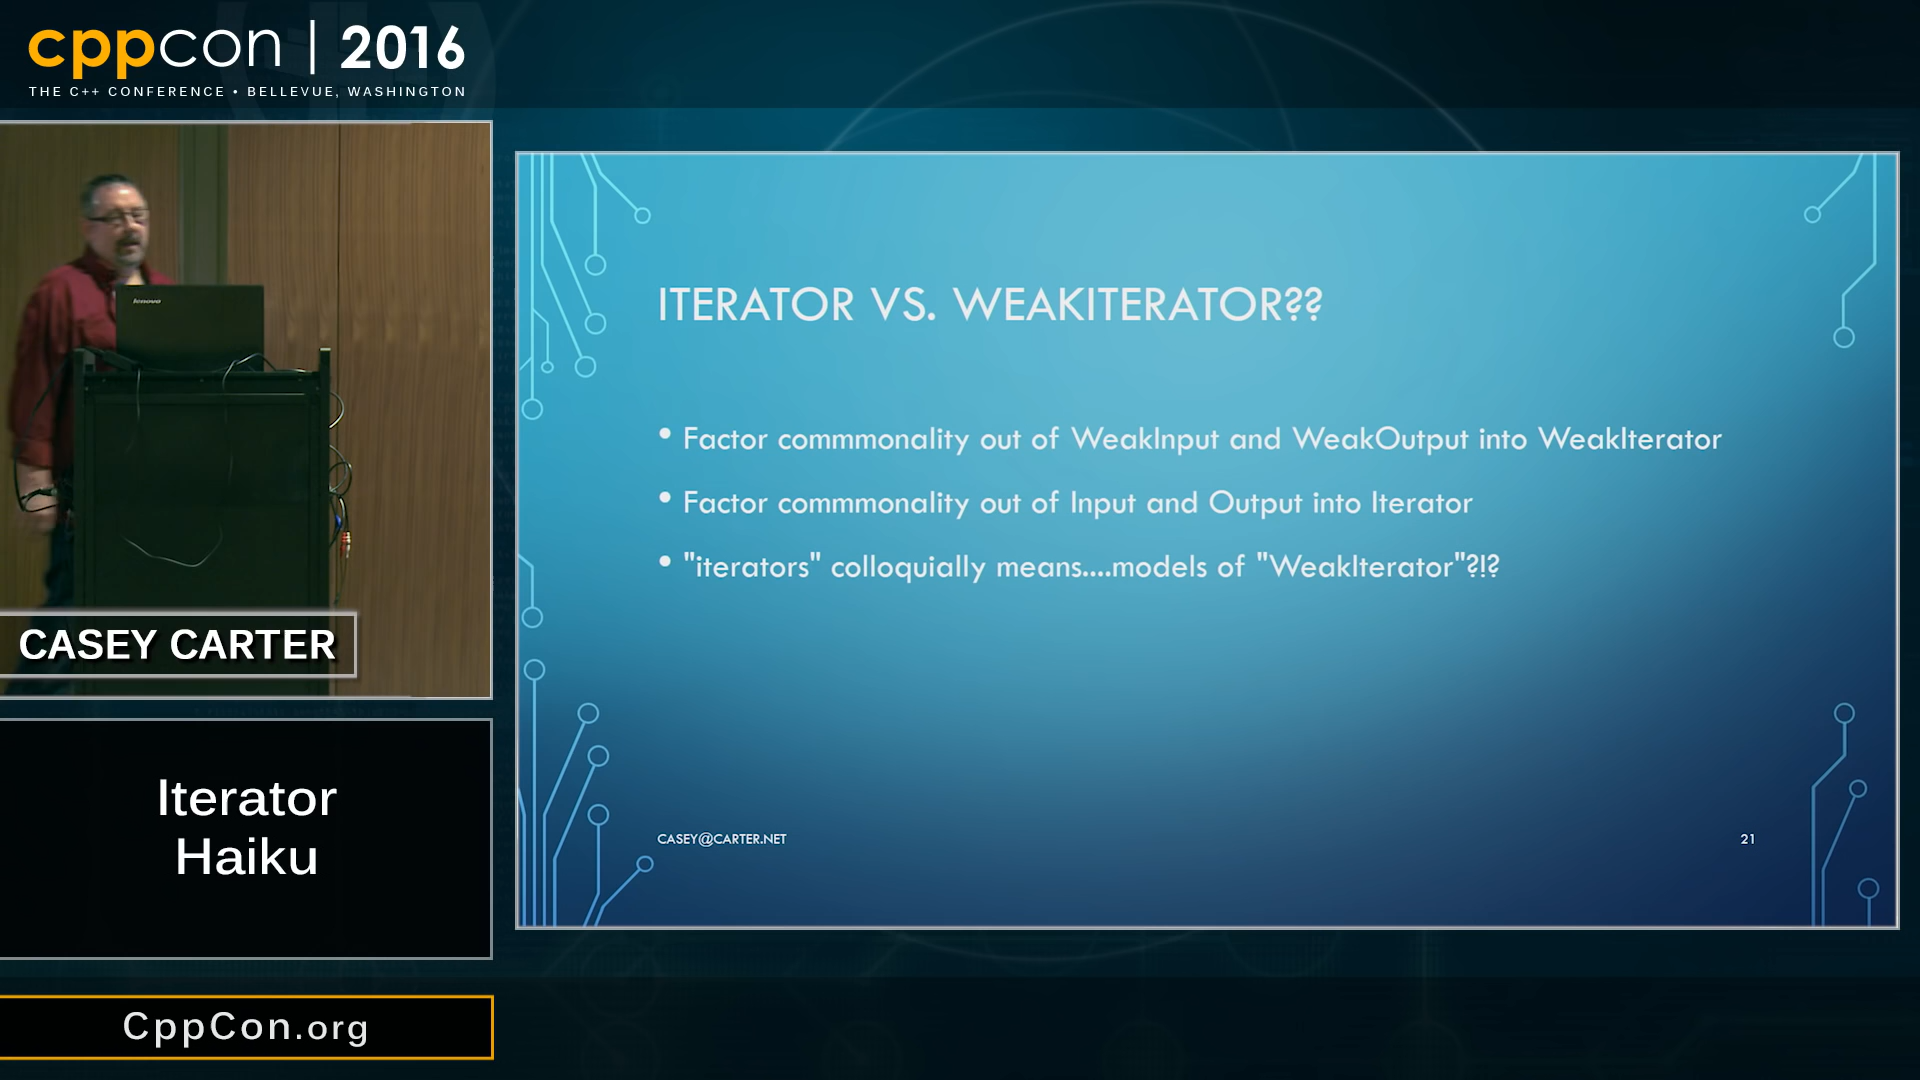 cppcon | 2016
THE C++ CONFERENCE • BELLEVUE, WASHINGTON
lenovo
CASEY CARTER
Iterator
Haiku
CppCon.org
ITERATOR VS. WEAKITERATOR??
• Factor commmonality out of WeakInput and WeakOutput into WeakIterator
• Factor commmonality out of Input and Output into Iterator
• "iterators" colloquially means....models of "WeakIterator"?!?
CASEY@CARTER.NET
21